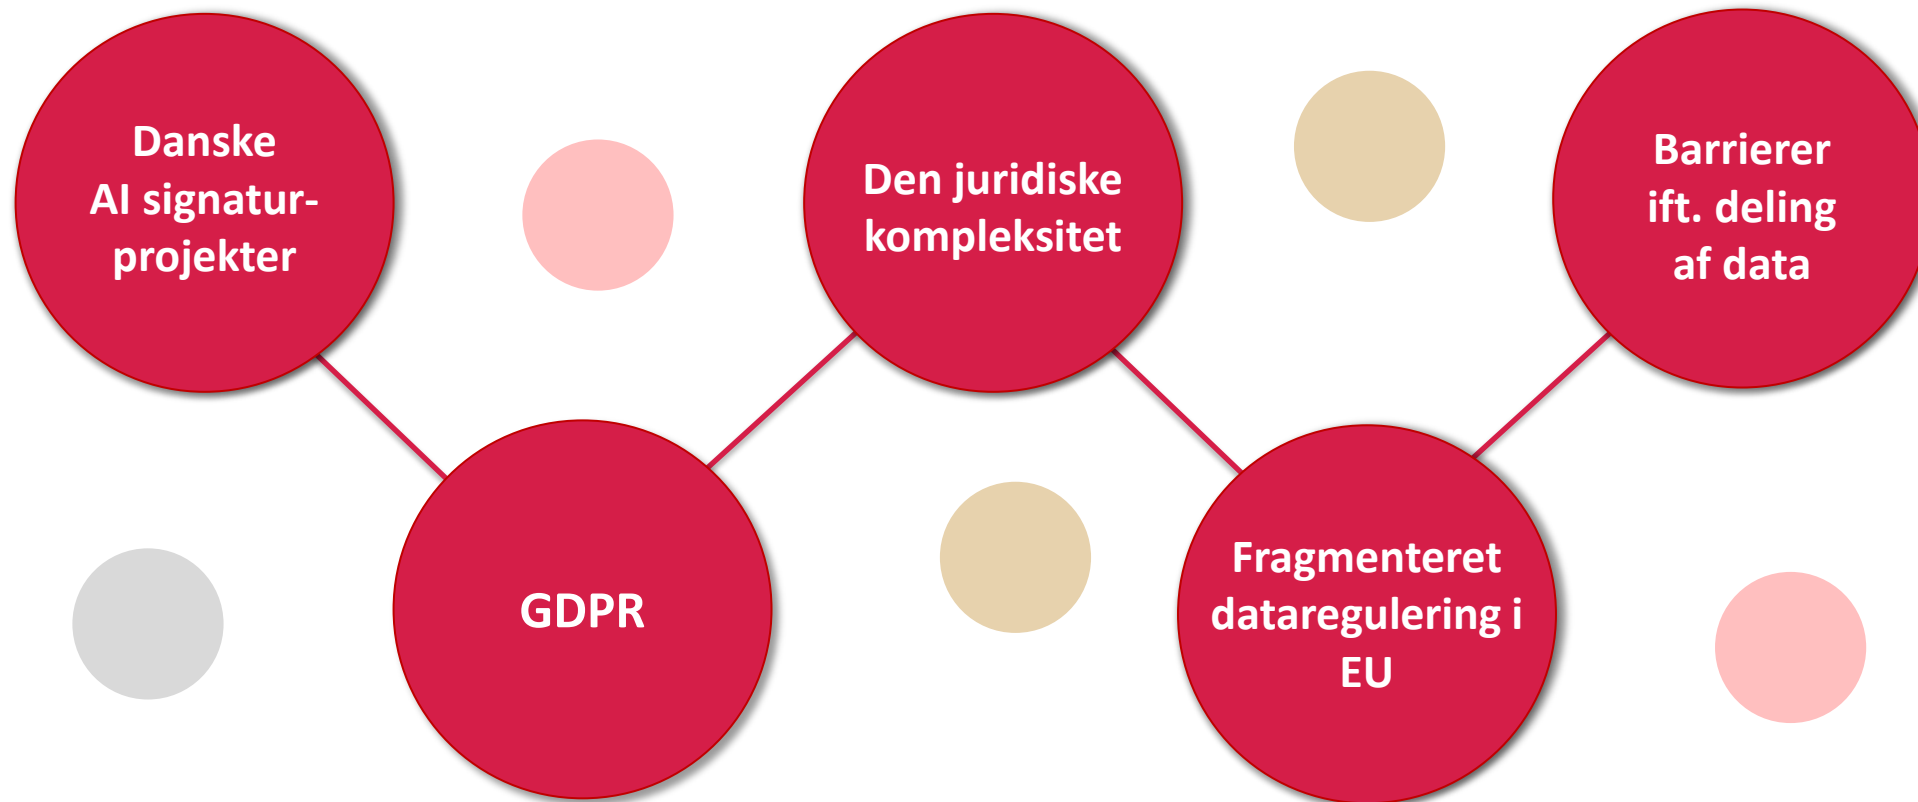 Danske
AI signatur-
projekter
GDPR
Den juridiske
kompleksitet
Fragmenteret
dataregulering i
EU
Barrierer
ift. deling
af data